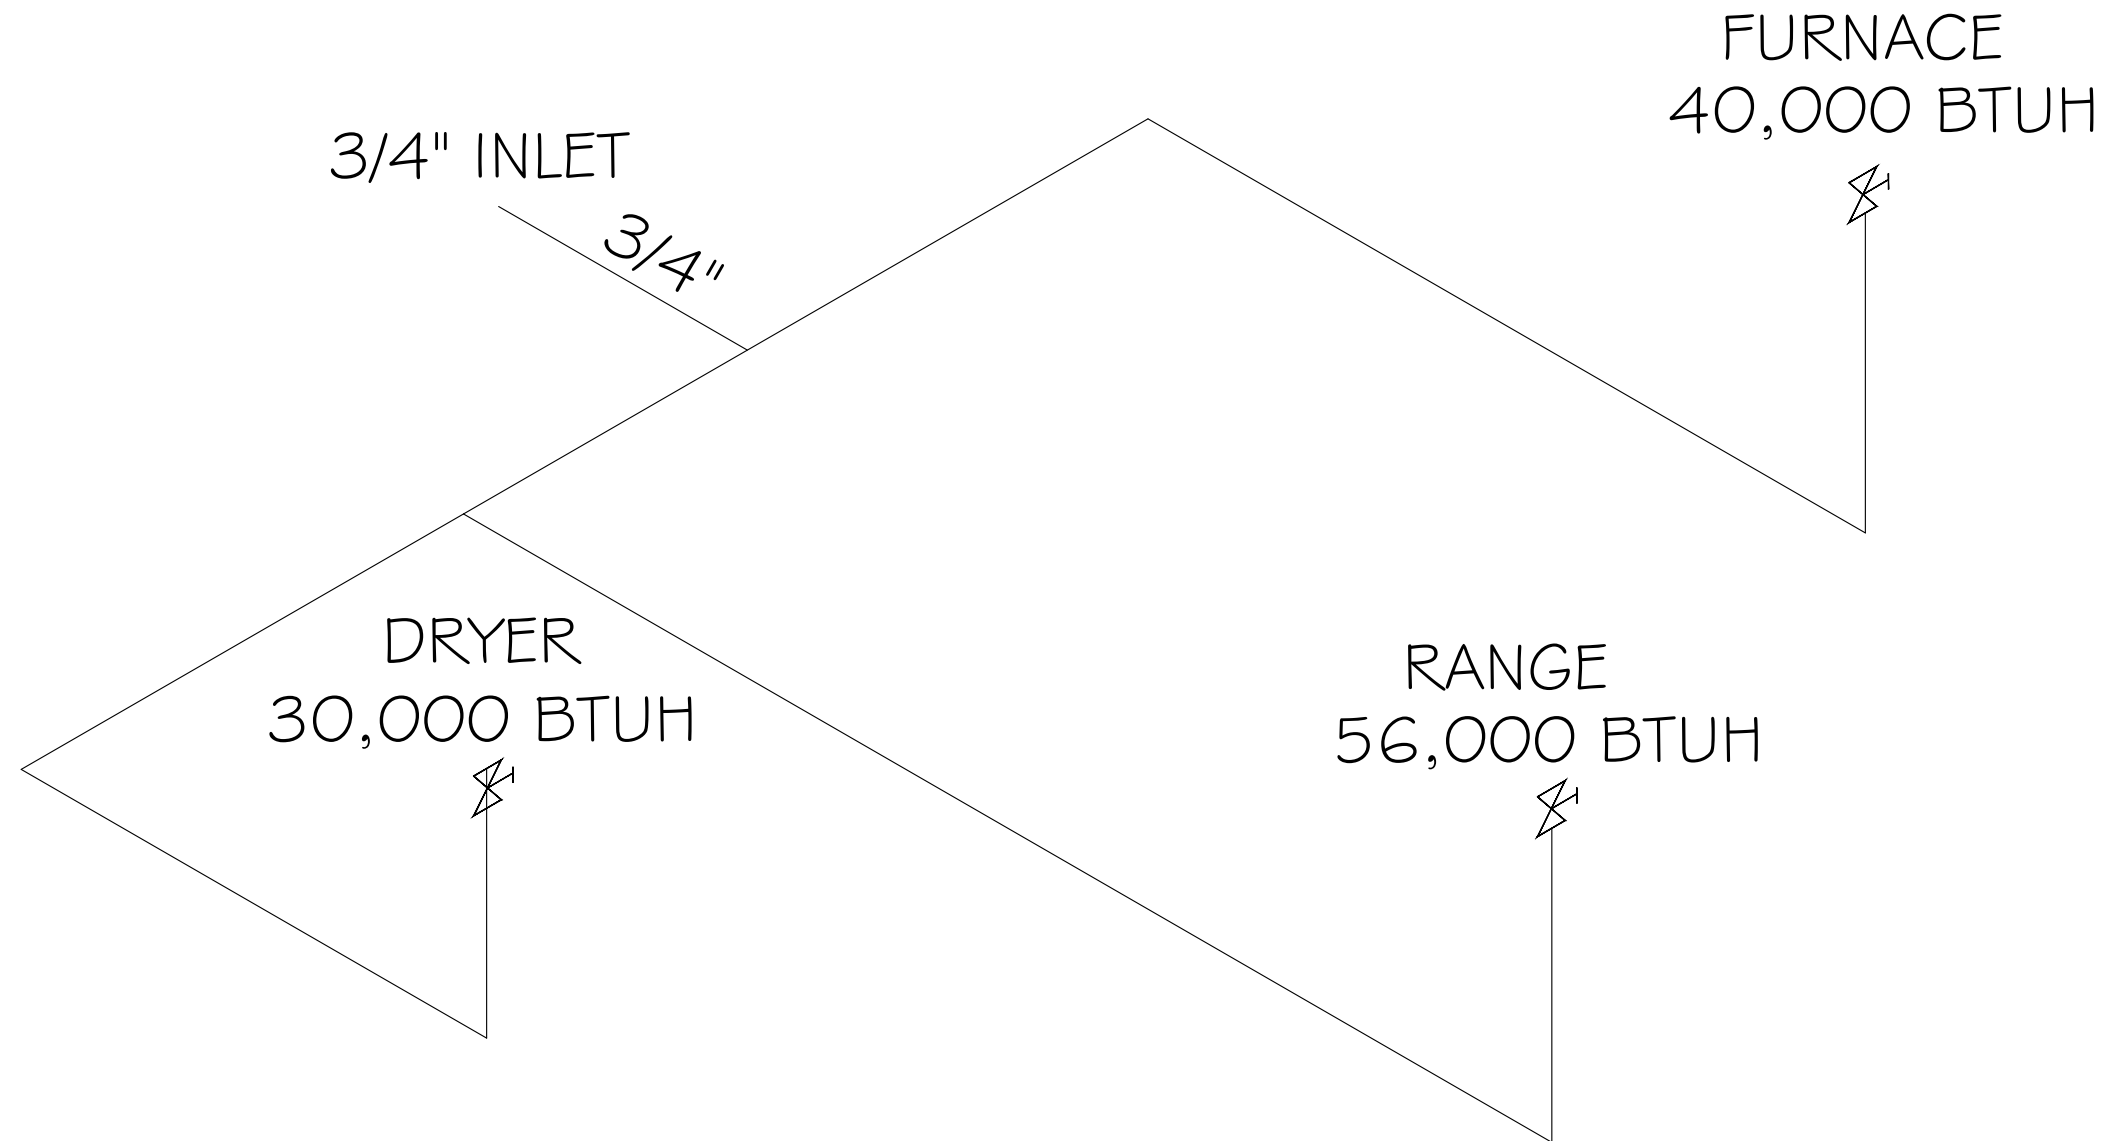 FURNACE
40,000 BTUH
3/4" INLET
3/4"
DRYER
30,000 BTUH
RANGE
56,000 BTUH